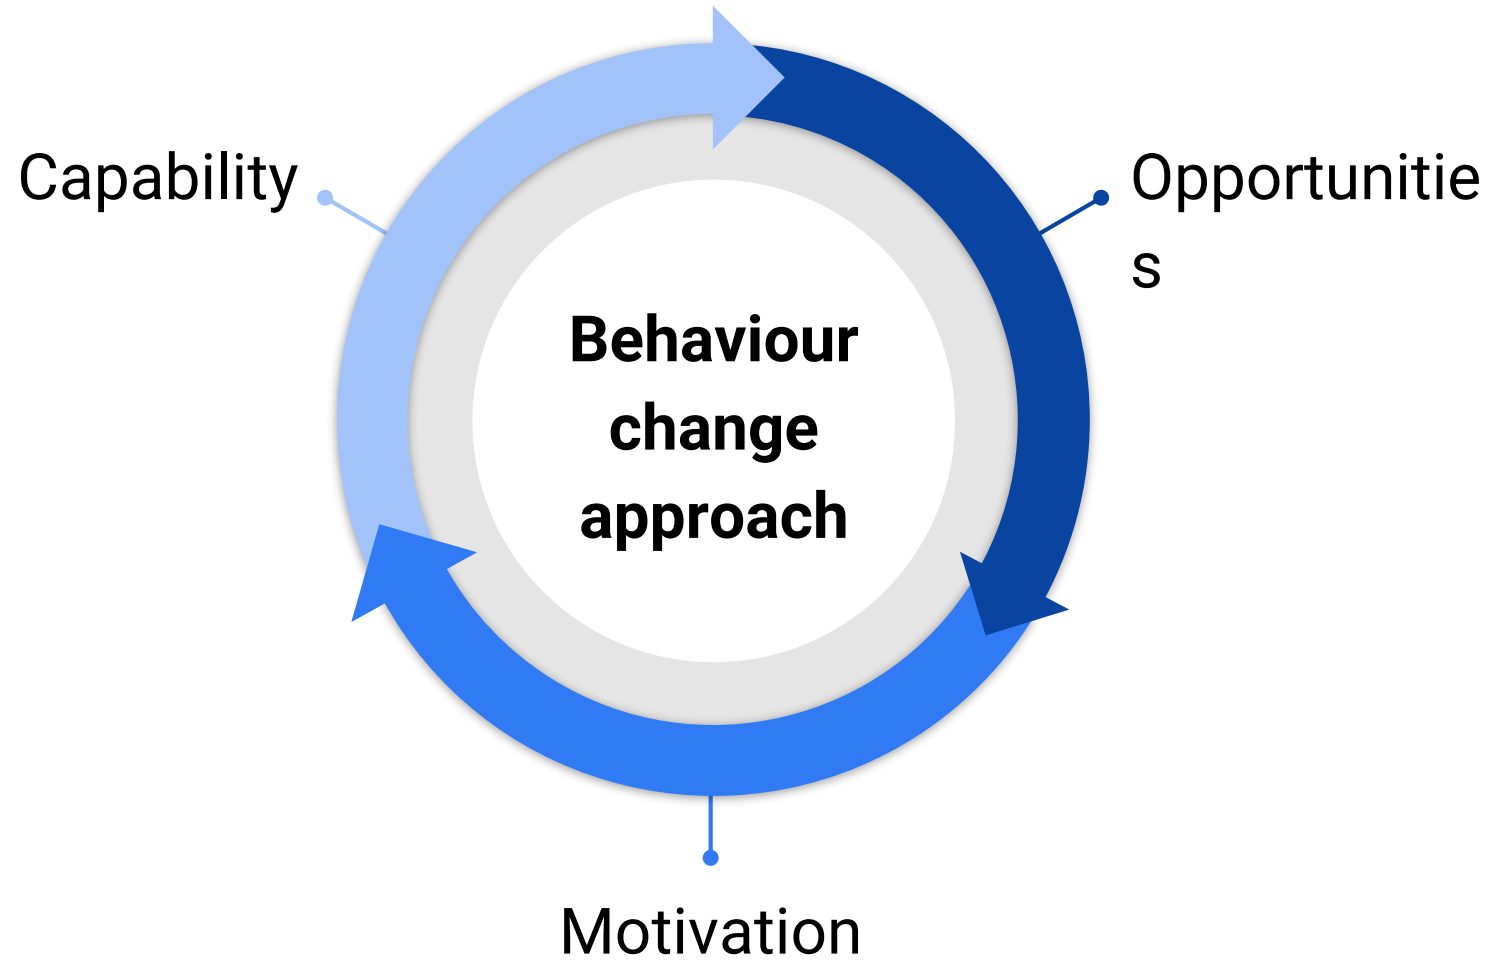 Capability
Opportunitie
s
Behaviour
change
approach
Motivation